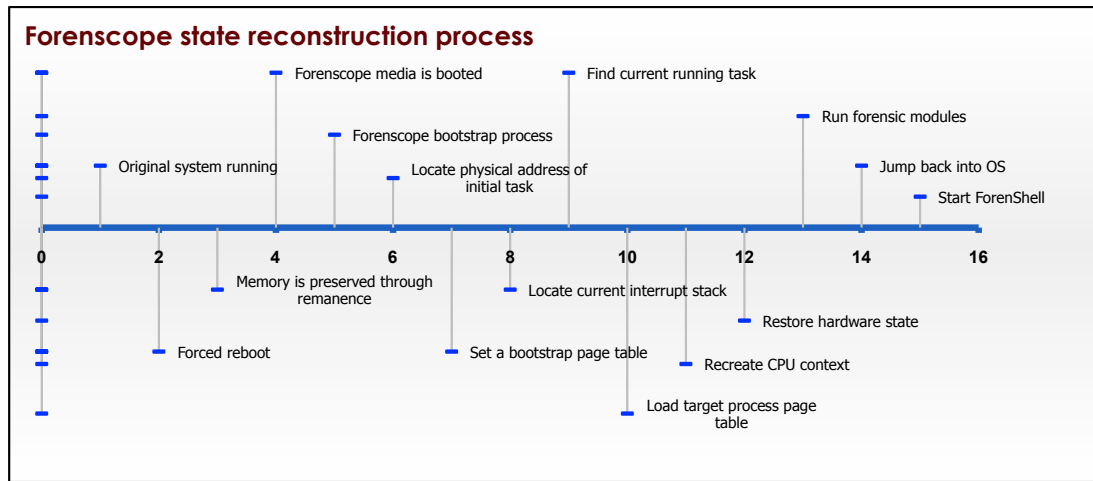 Forenscope state reconstruction process
Forenscope media is booted
Find current running task
Run forensic modules
Forenscope bootstrap process
Original system running
Locate physical address of
initial task
Jump back into OS
Start ForenShell
0 2 4 6 8 10 12 14 16
Memory is preserved through
remanence
Locate current interrupt stack
Restore hardware state
Forced reboot
Set a bootstrap page table
Recreate CPU context
Load target process page
table